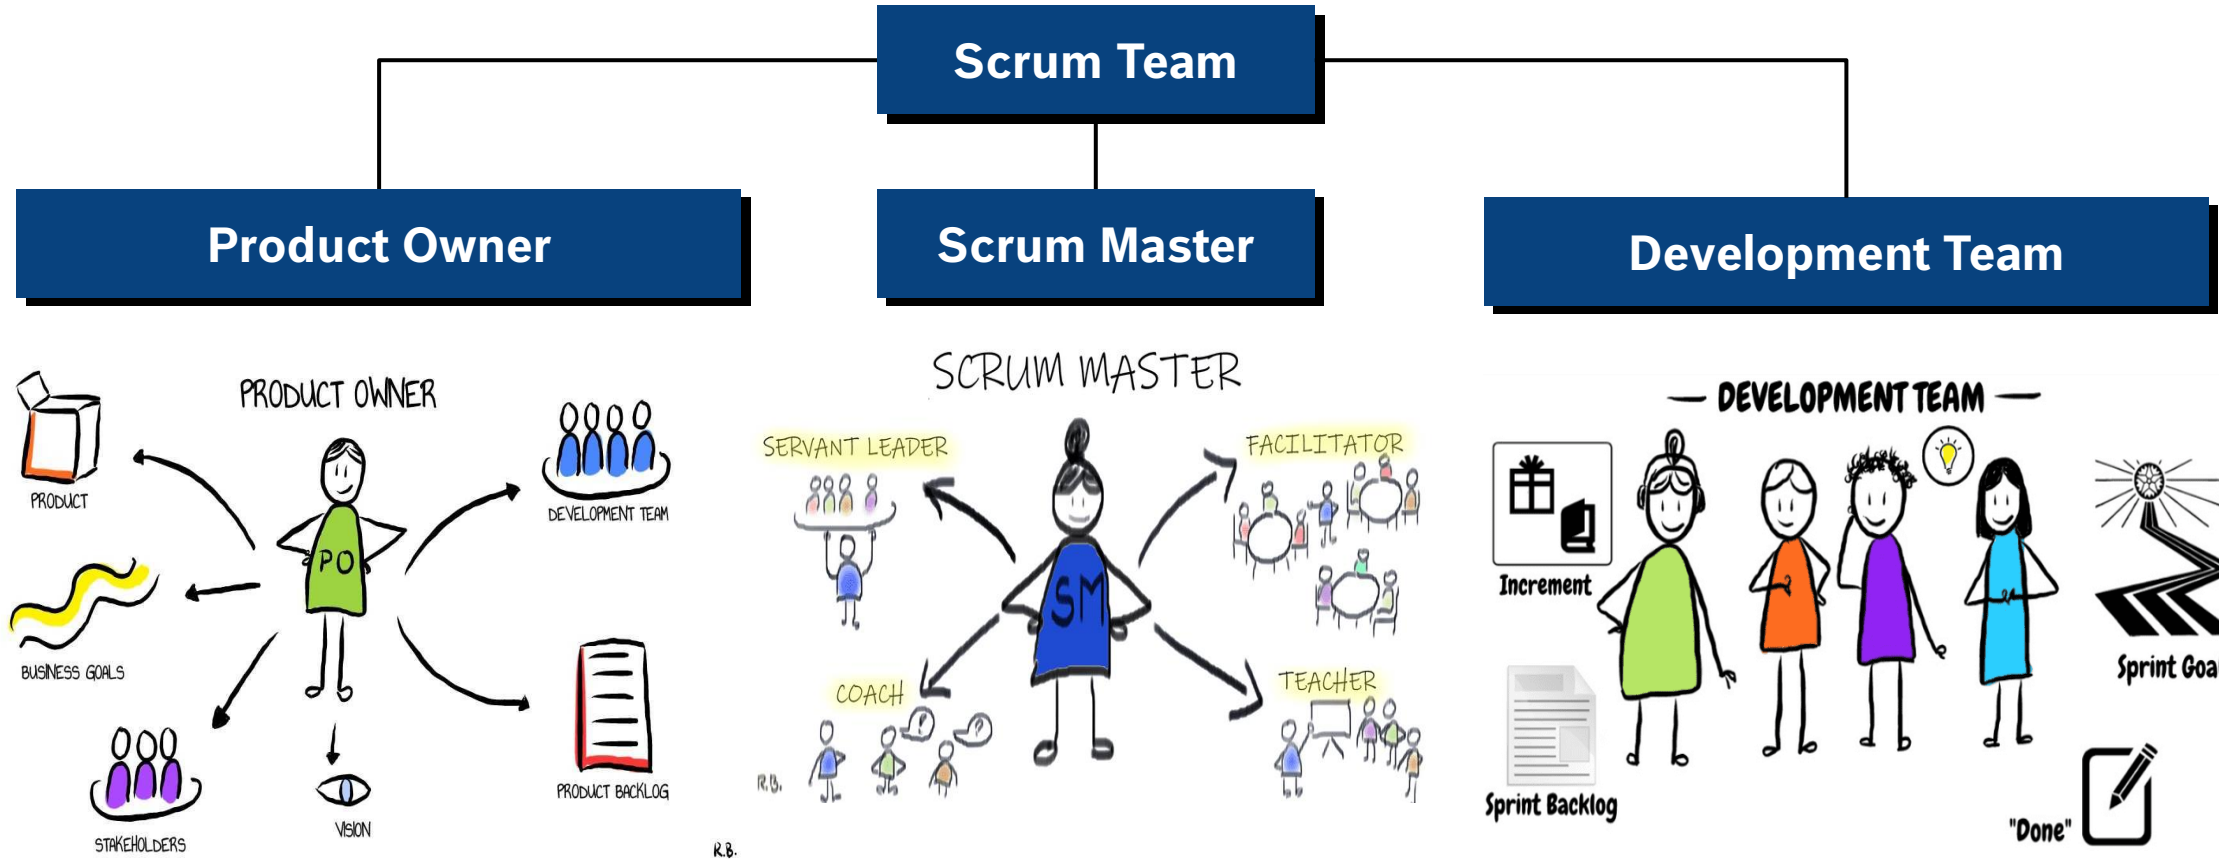 Scrum Team
Product Owner
Scrum Master
Development Team
PRODUCT OWNER
PRODUCT
DEVELOPMENT TEAM
PO
BUSINESS GOALS
STAKEHOLDERS
VISION
PRODUCT BACKLOG
R.B.
SCRUM MASTER
SERVANT LEADER
FACILITATOR
SM
COACH
!
?
TEACHER
R.B.
DEVELOPMENT TEAM
Increment
Sprint Goal
Sprint Backlog
"Done"